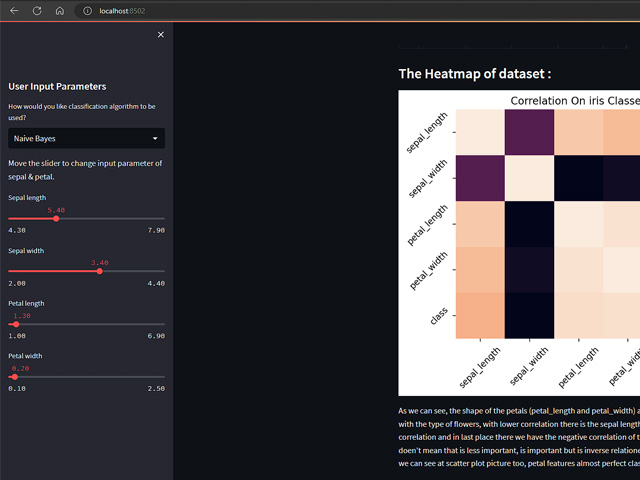 localhost:8502
User Input Parameters
How would you like classification algorithm to be
used?
Naive Bayes
Move the slider to change input parameter of
sepal & petal.
Sepal length
5.40
4.30 7.90
Sepal width
3.40
2.00 4.40
Petal length
1.30
1.00 6.90
Petal width
0.20
0.10 2.50
The Heatmap of dataset :
Correlation On iris Classe
sepal_length
sepal_width
petal_length
petal_width
class
sepal_length
sepal_width
petal_length
petal_wid
As we can see, the shape of the petals (petal_length and petal_width) a
with the type of flowers, with lower correlation there is the sepal length
correlation and in last place there we have the negative correlation of t
doen't mean that is less important, is important but is inverse relatione
we can see at scatter plot picture too, petal features almost perfect clas